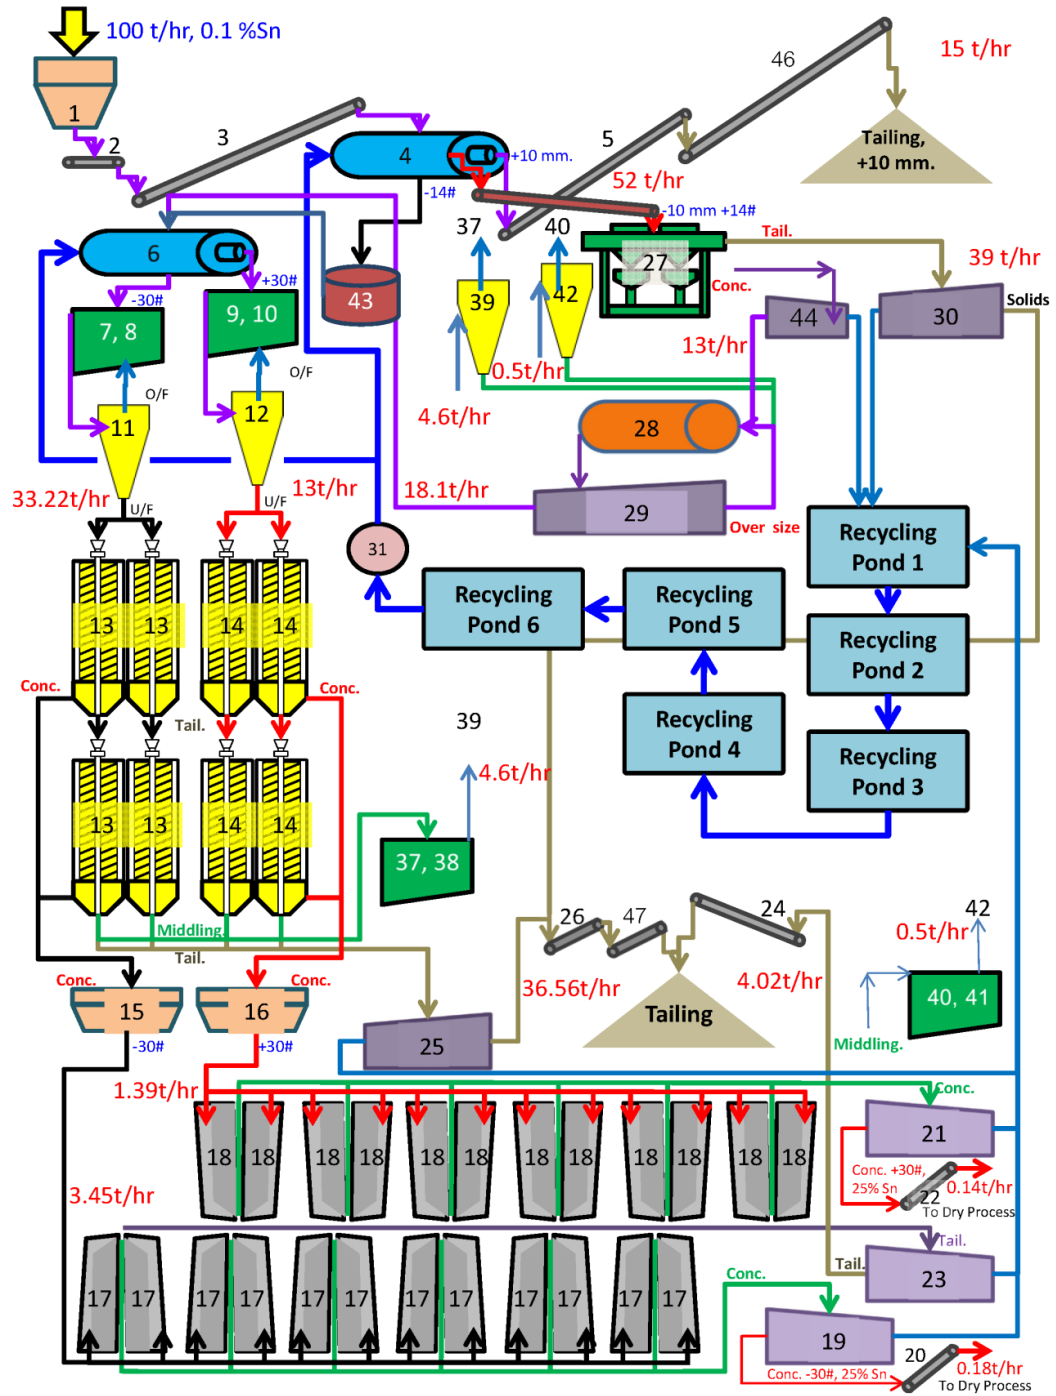 100 t/hr, 0.1 %Sn
1
2
3
4
+10 mm.
-14#
5
46
15 t/hr
Tailing,
+10 mm.
52 t/hr
-10 mm +14#
6
-30#
+30#
7, 8
9, 10
O/F
O/F
43
37
40
39
42
27
Tail.
Conc.
39 t/hr
Solids
30
44
13t/hr
0.5t/hr
4.6t/hr
11
12
28
33.22t/hr
13t/hr
18.1t/hr
U/F
U/F
29
Over size
31
Recycling
Pond 1
Recycling
Pond 6
Recycling
Pond 5
Recycling
Pond 2
Recycling
Pond 4
Recycling
Pond 3
13
13
14
14
Conc.
Conc.
Tail.
39
4.6t/hr
13
13
14
14
37, 38
Middling.
Tail.
26
47
24
42
0.5t/hr
36.56t/hr
4.02t/hr
40, 41
Middling.
Tailing
Conc.
Conc.
15
16
-30#
+30#
25
1.39t/hr
Conc.
18
18
18
18
18
18
18
18
18
18
18
18
21
Conc. +30#,
25% Sn
22
0.14t/hr
To Dry Process
3.45t/hr
Tail.
Tail.
23
17
17
17
17
17
17
17
17
17
17
17
17
Conc.
19
20
0.18t/hr
Conc. -30#, 25% Sn
To Dry Process